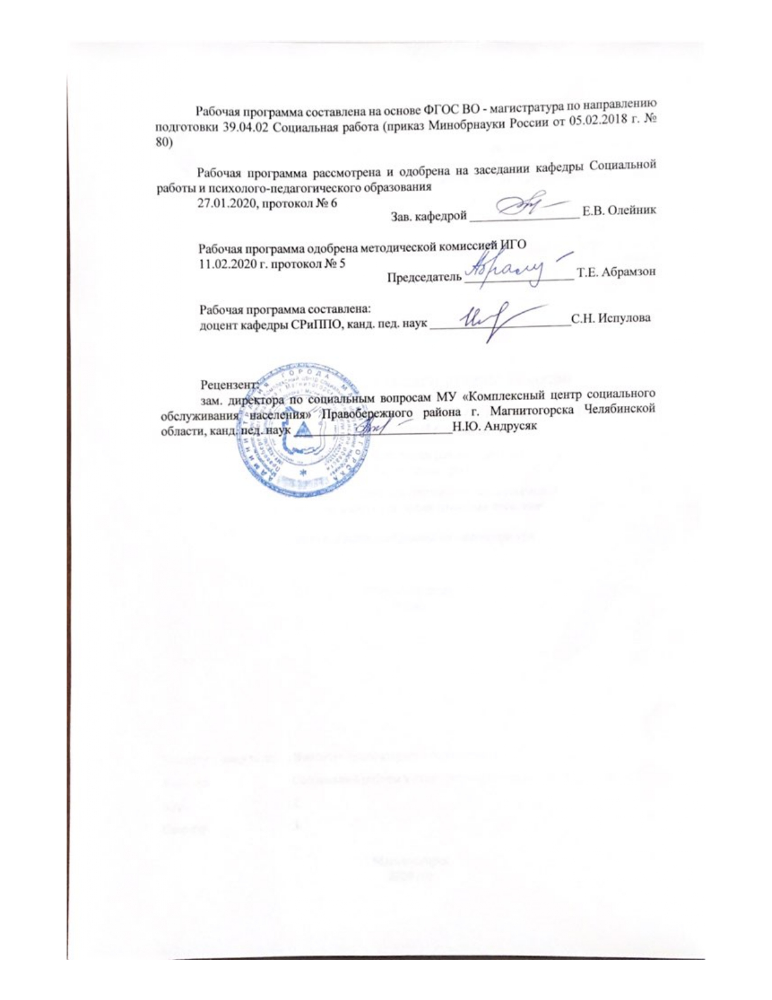 Рабочая программа составлена на основе ФГОС ВО - магистратура по направлению
подготовки 39.04.02 Социальная работа (приказ Минобрнауки России от 05.02.2018 г. №
80)
Рабочая программа рассмотрена и одобрена на заседании кафедры Социальной
работы и психолого-педагогического образования
27.01.2020, протокол № 6
Зав. кафедрой __________________ Е.В. Олейник
Рабочая программа одобрена методической комиссией ИГО
11.02.2020 г. протокол № 5
Председатель __________________ Т.Е. Абрамзон
Рабочая программа составлена:
доцент кафедры СРиППО, канд. пед. наук ________________________С.Н. Испулова
Рецензент:
зам. директора по социальным вопросам МУ «Комплексный центр социального
обслуживания населения» Правобережного района г. Магнитогорска Челябинской
области, канд. пед. наук __________________________Н.Ю. Андрусяк